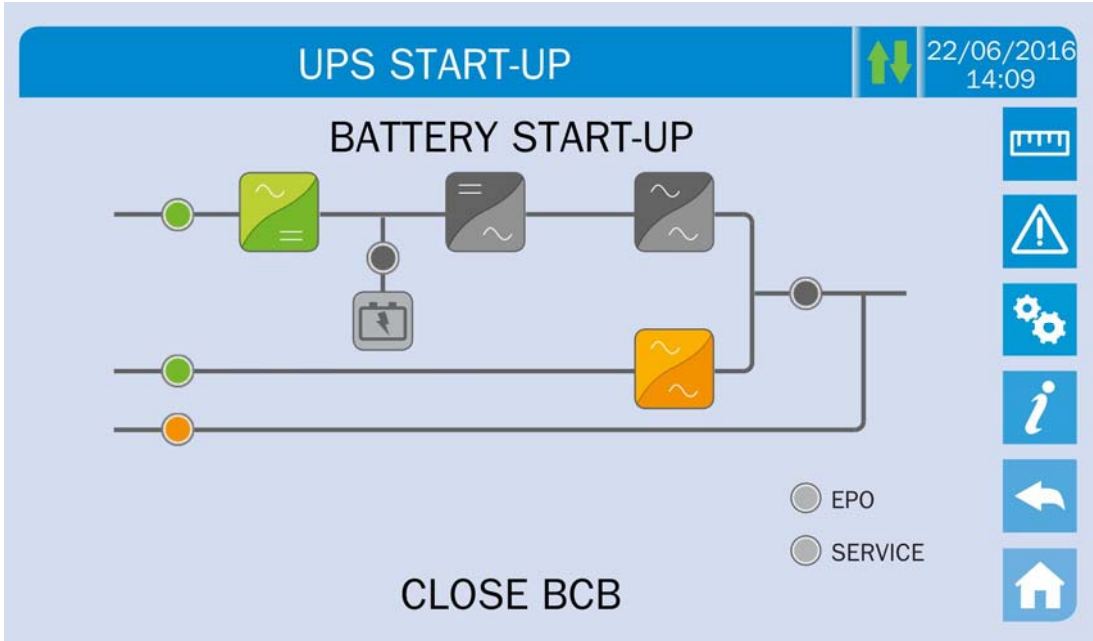 UPS START-UP
22/06/2016
14:09
BATTERY START-UP
EPO
SERVICE
CLOSE BCB